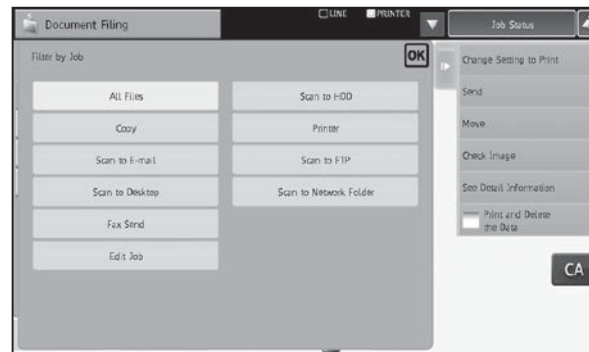 Document Filing
LINE
PRINTER
Job Status
Filter by Job
OK
All Files
Scan to HDD
Copy
Printer
Scan to E-mail
Scan to FTP
Scan to Desktop
Scan to Network Folder
Fax Send
Edit Job
Change Setting to Print
Send
Move
Check Image
See Detail Information
Print and Delete
the Data
CA